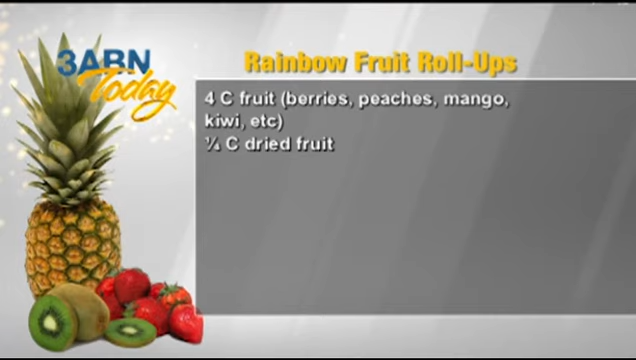 3ABN
Today
Rainbow Fruit Roll-Ups
4 C fruit (berries, peaches, mango,
kiwi, etc)
¼ C dried fruit